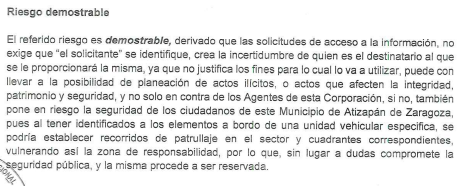 Riesgo demostrable
El referido riesgo es demostrable, derivado que las solicitudes de acceso a la información, no
exige que "el solicitante" se identifique, crea la incertidumbre de quien es el destinatario al que
se le proporcionará la misma, ya que no justifica los fines para lo cual lo va a utilizar, puede con
llevar a la posibilidad de planeación de actos ilícitos, o actos que afecten la integridad,
patrimonio y seguridad, y no solo en contra de los Agentes de esta Corporación, si no, también
pone en riesgo la seguridad de los ciudadanos de este Municipio de Atizapán de Zaragoza,
pues al tener identificados a los elementos a bordo de una unidad vehicular especifica, se
podría establecer recorridos de patrullaje en el sector y cuadrantes correspondientes,
vulnerando así la zona de responsabilidad, por lo que, sin lugar a dudas compromete la
seguridad pública, y la misma procede a ser reservada.